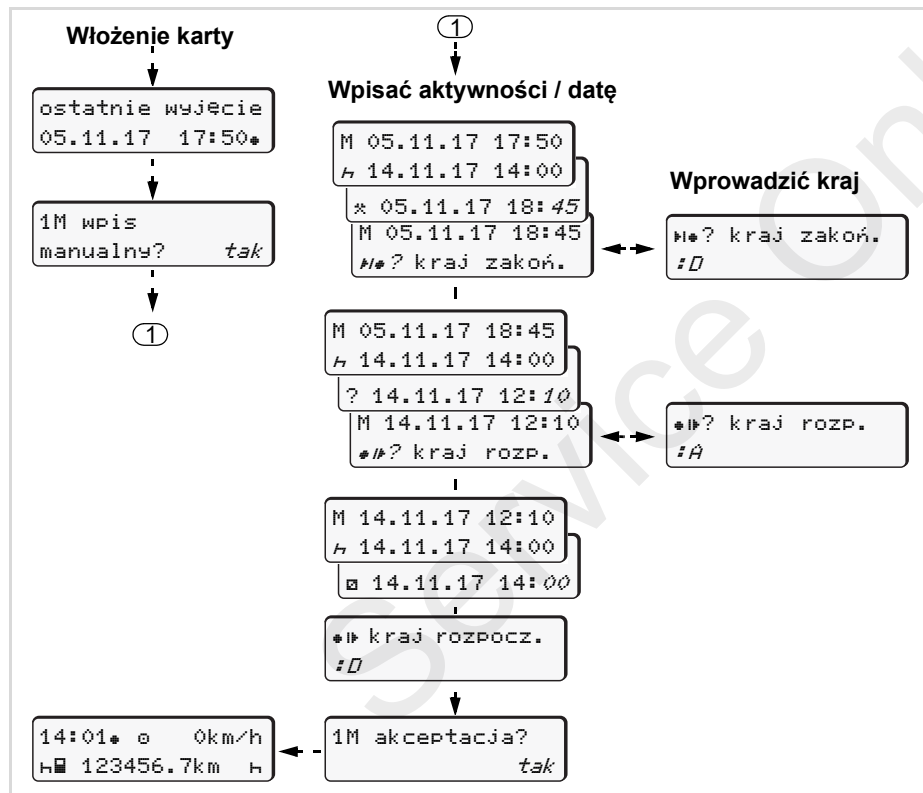 Włożenie karty
ostatnie wyjęcie
05.11.17 17:50
1M wpis
manualny? tak
1
1
Wpisać aktywności / datę
M 05.11.17 17:50
14.11.17 14:00
05.11.17 18:45
M 05.11.17 18:45
? kraj zakoń.
Wprowadzić kraj
? kraj zakoń.
:D
M 05.11.17 18:45
14.11.17 14:00
? 14.11.17 12:10
M 14.11.17 12:10
? kraj rozp.
? kraj rozp.
:A
M 14.11.17 12:10
14.11.17 14:00
14.11.17 14:00
kraj rozpocz.
:D
1M akceptacja?
tak
14:01 0km/h
123456.7km
Service On